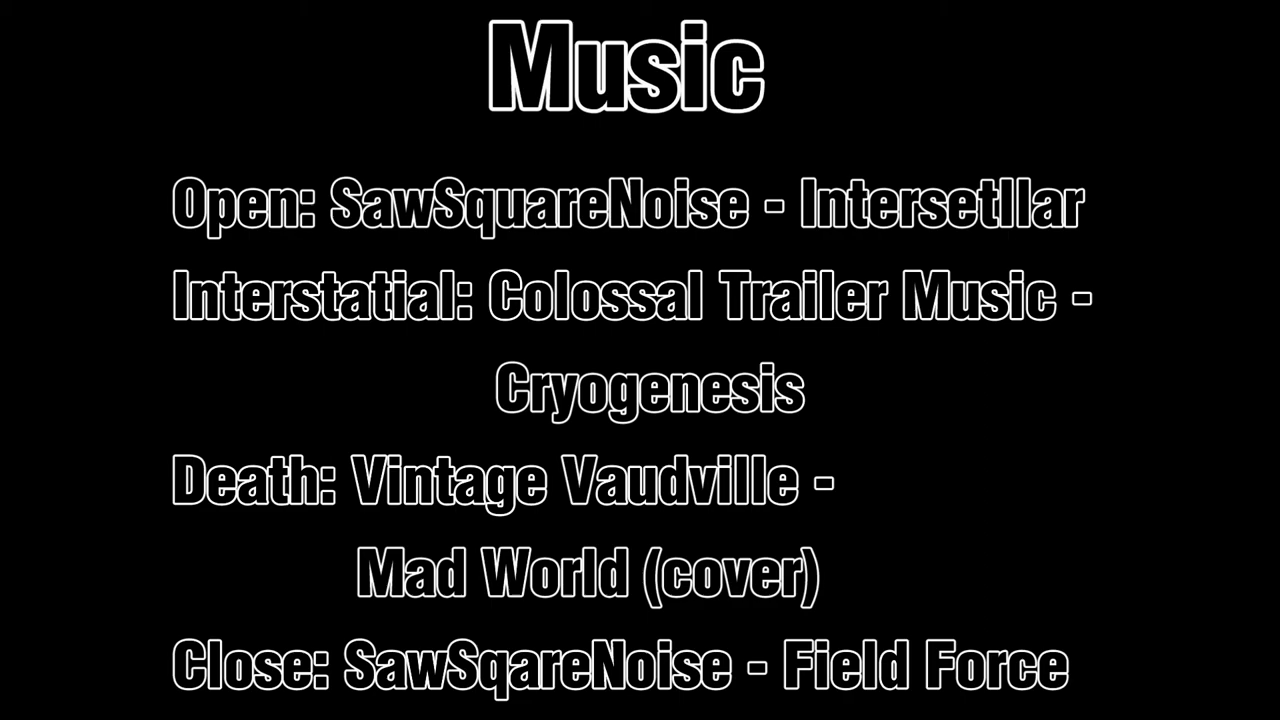 Music
Open: SawSquareNoise - Intersetllar
Interstatial: Colossal Trailer Music -
Cryogenesis
Death: Vintage Vaudville -
Mad World (cover)
Close: SawSqareNoise - Field Force